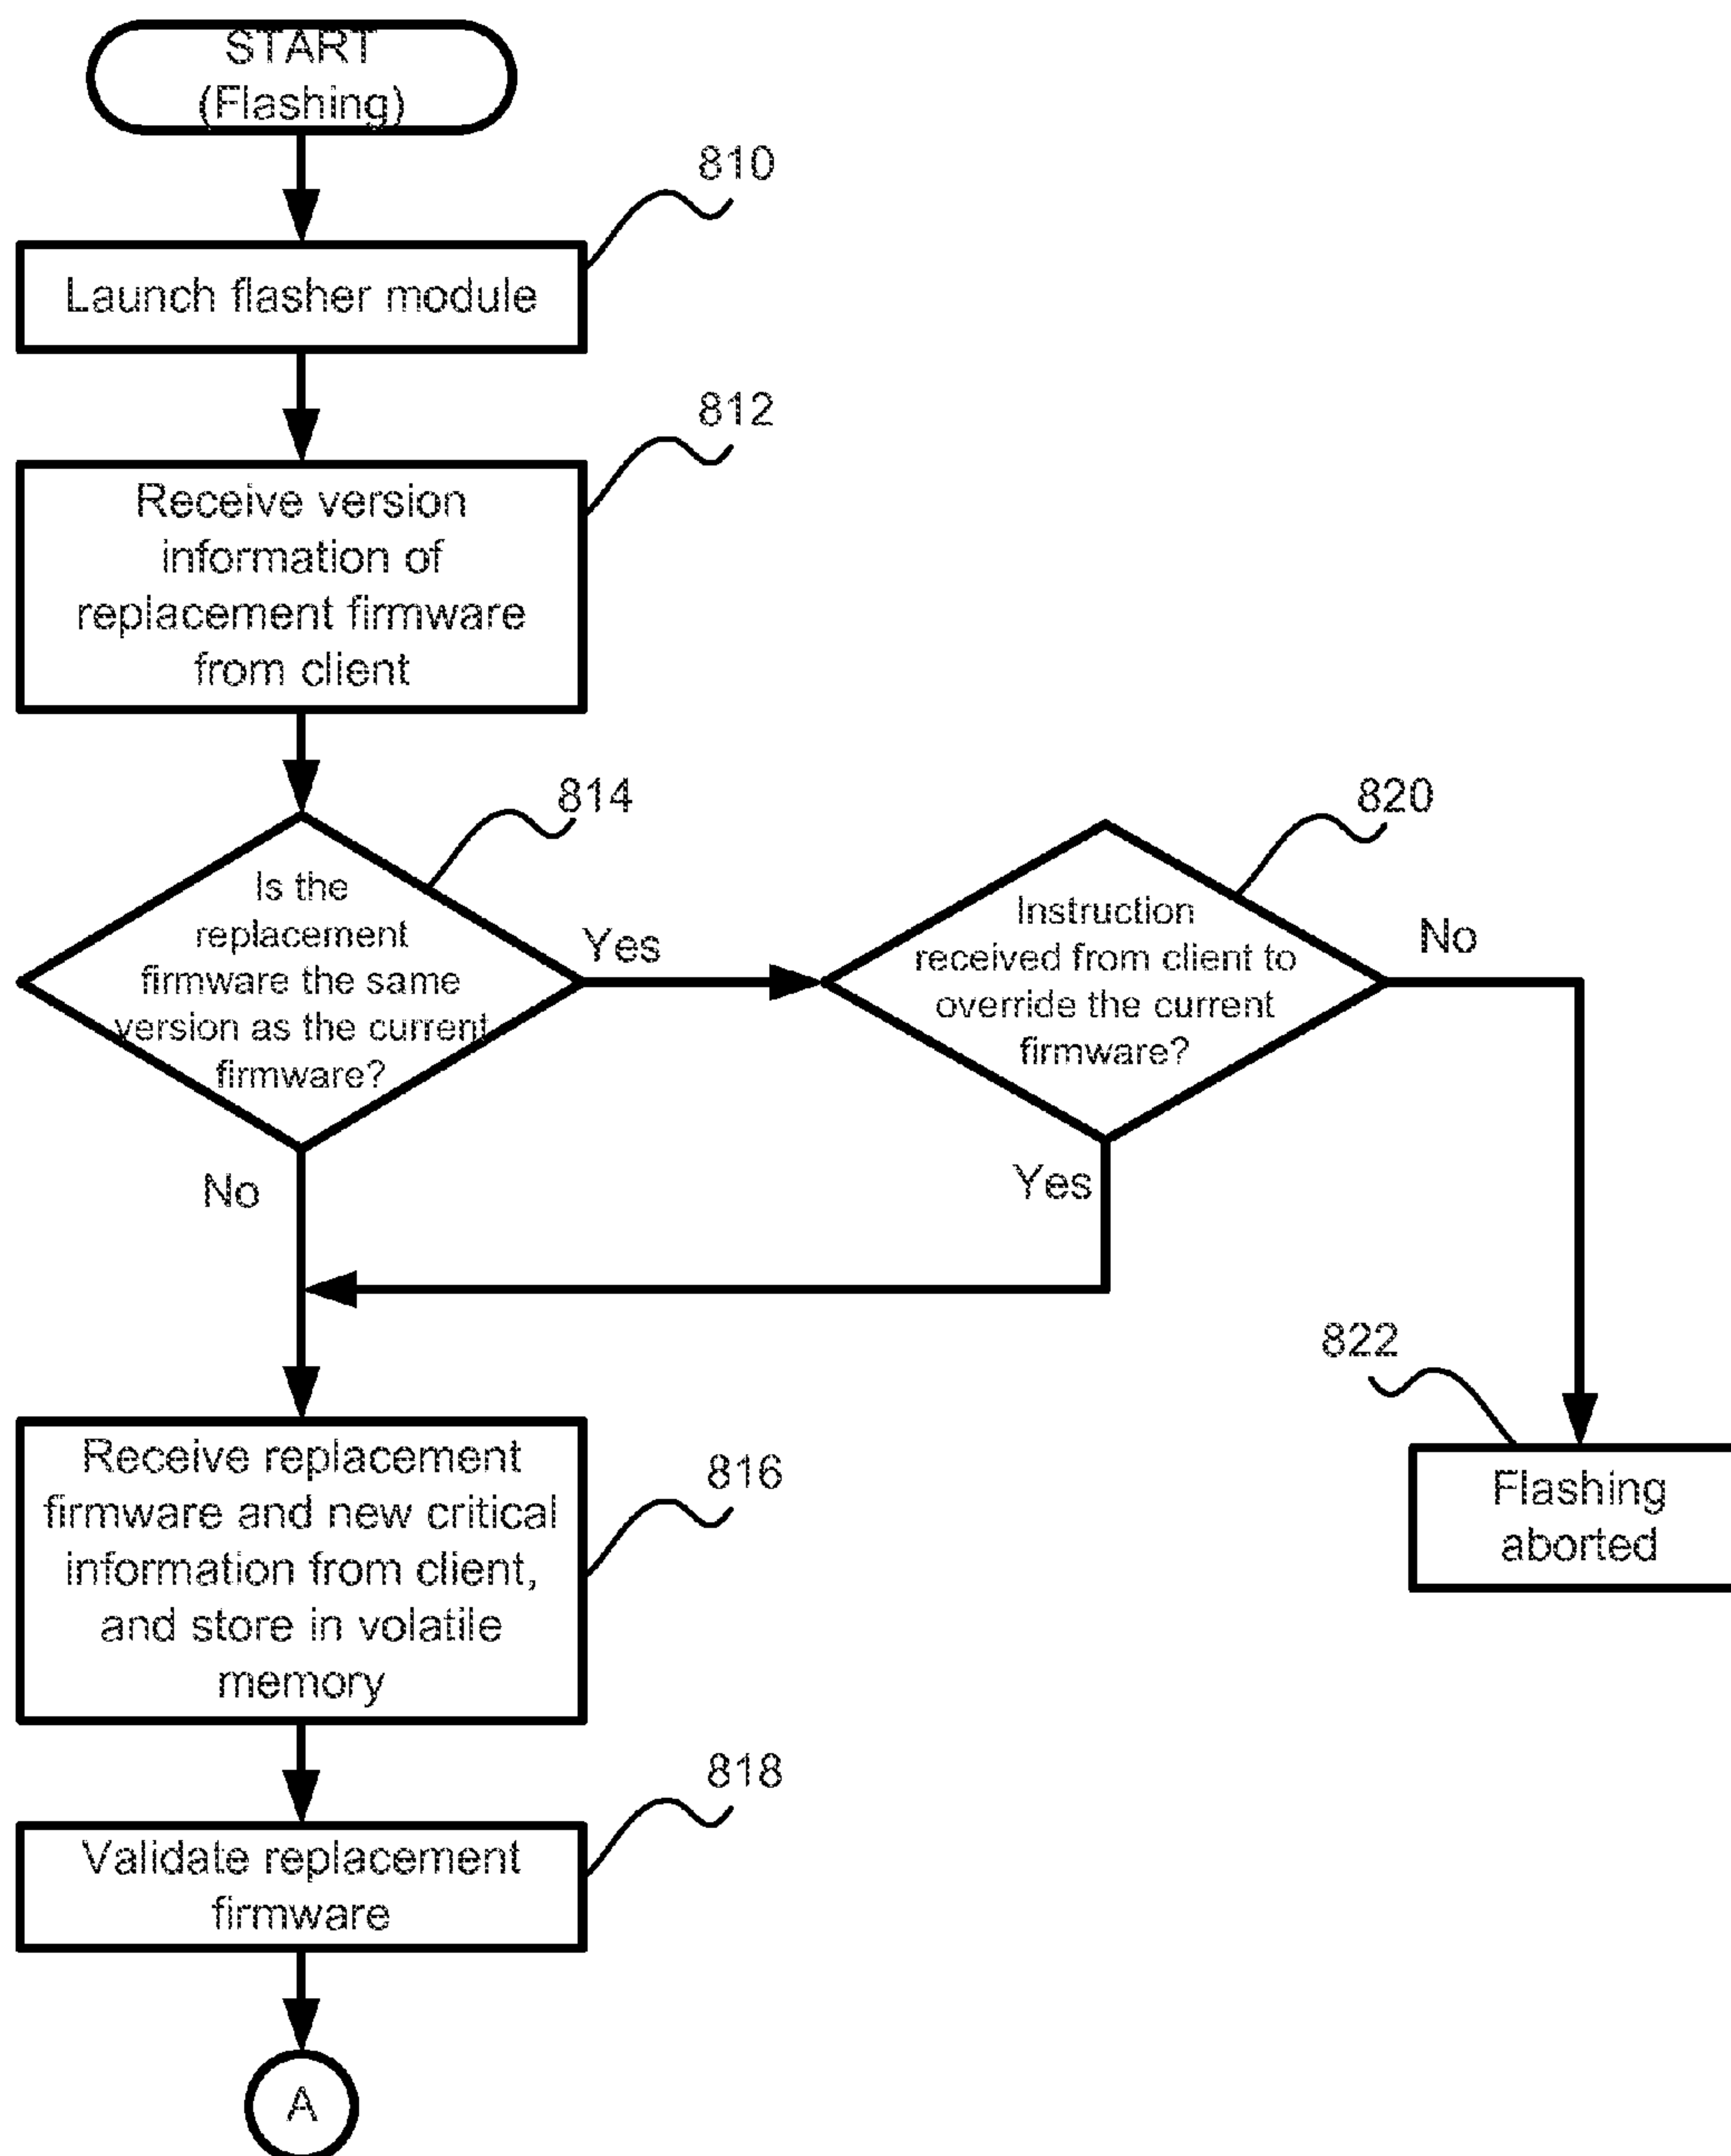 START
(Flashing)
810
Launch flasher module
812
Receive version
information of
replacement firmware
from client
814
Is the
replacement
firmware the same
version as the current
firmware?
Yes
820
Instruction
received from client to
override the current
firmware?
No
No
Yes
822
Flashing
aborted
816
Receive replacement
firmware and new critical
information from client,
and store in volatile
memory
818
Validate replacement
firmware
A